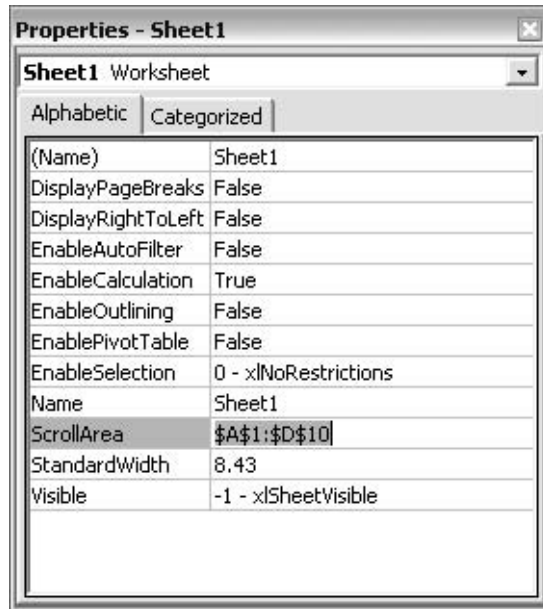 Properties - Sheet1
Sheet1 Worksheet
Alphabetic Categorized
(Name) Sheet1
DisplayPageBreaks False
DisplayRightToLeft False
EnableAutoFilter False
EnableCalculation True
EnableOutlining False
EnablePivotTable False
EnableSelection 0 - xlNoRestrictions
Name Sheet1
ScrollArea $A$1:$D$10
StandardWidth 8.43
Visible -1 - xlSheetVisible